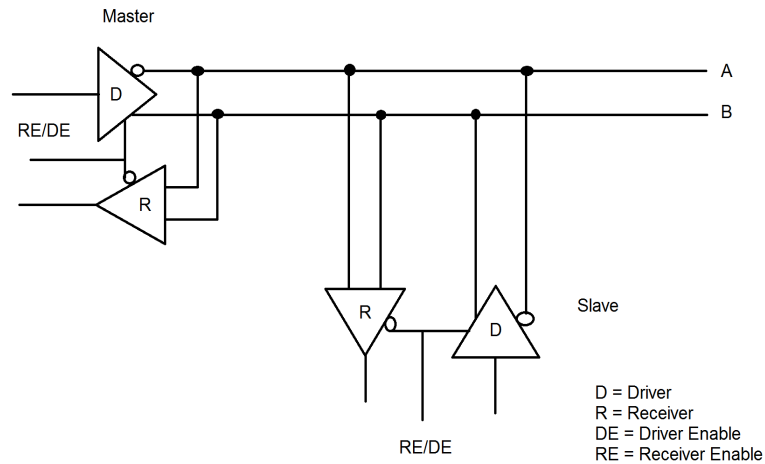 Master
D
A
B
RE/DE
R
R
D
Slave
RE/DE
D = Driver
R = Receiver
DE = Driver Enable
RE = Receiver Enable